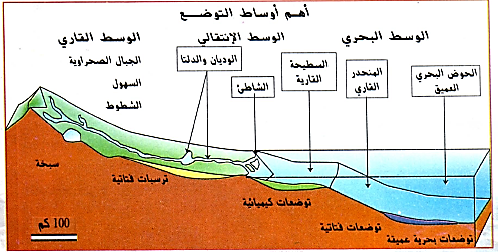 أهم أوساط التوضع
الوسط البحري
الوسط الإنتقالي
الوسط القاري
الجبال الصحراوية
السهول
الشطوط
الوديان والدلتا
الشاطئ
السطيحة
القارية
المنحدر
القاري
الحوض البحري
العميق
سبخة
ترسبات فتاتية
توضعات كيميائية
توضعات فتاتية
توضعات بحرية عميقة
100 كم